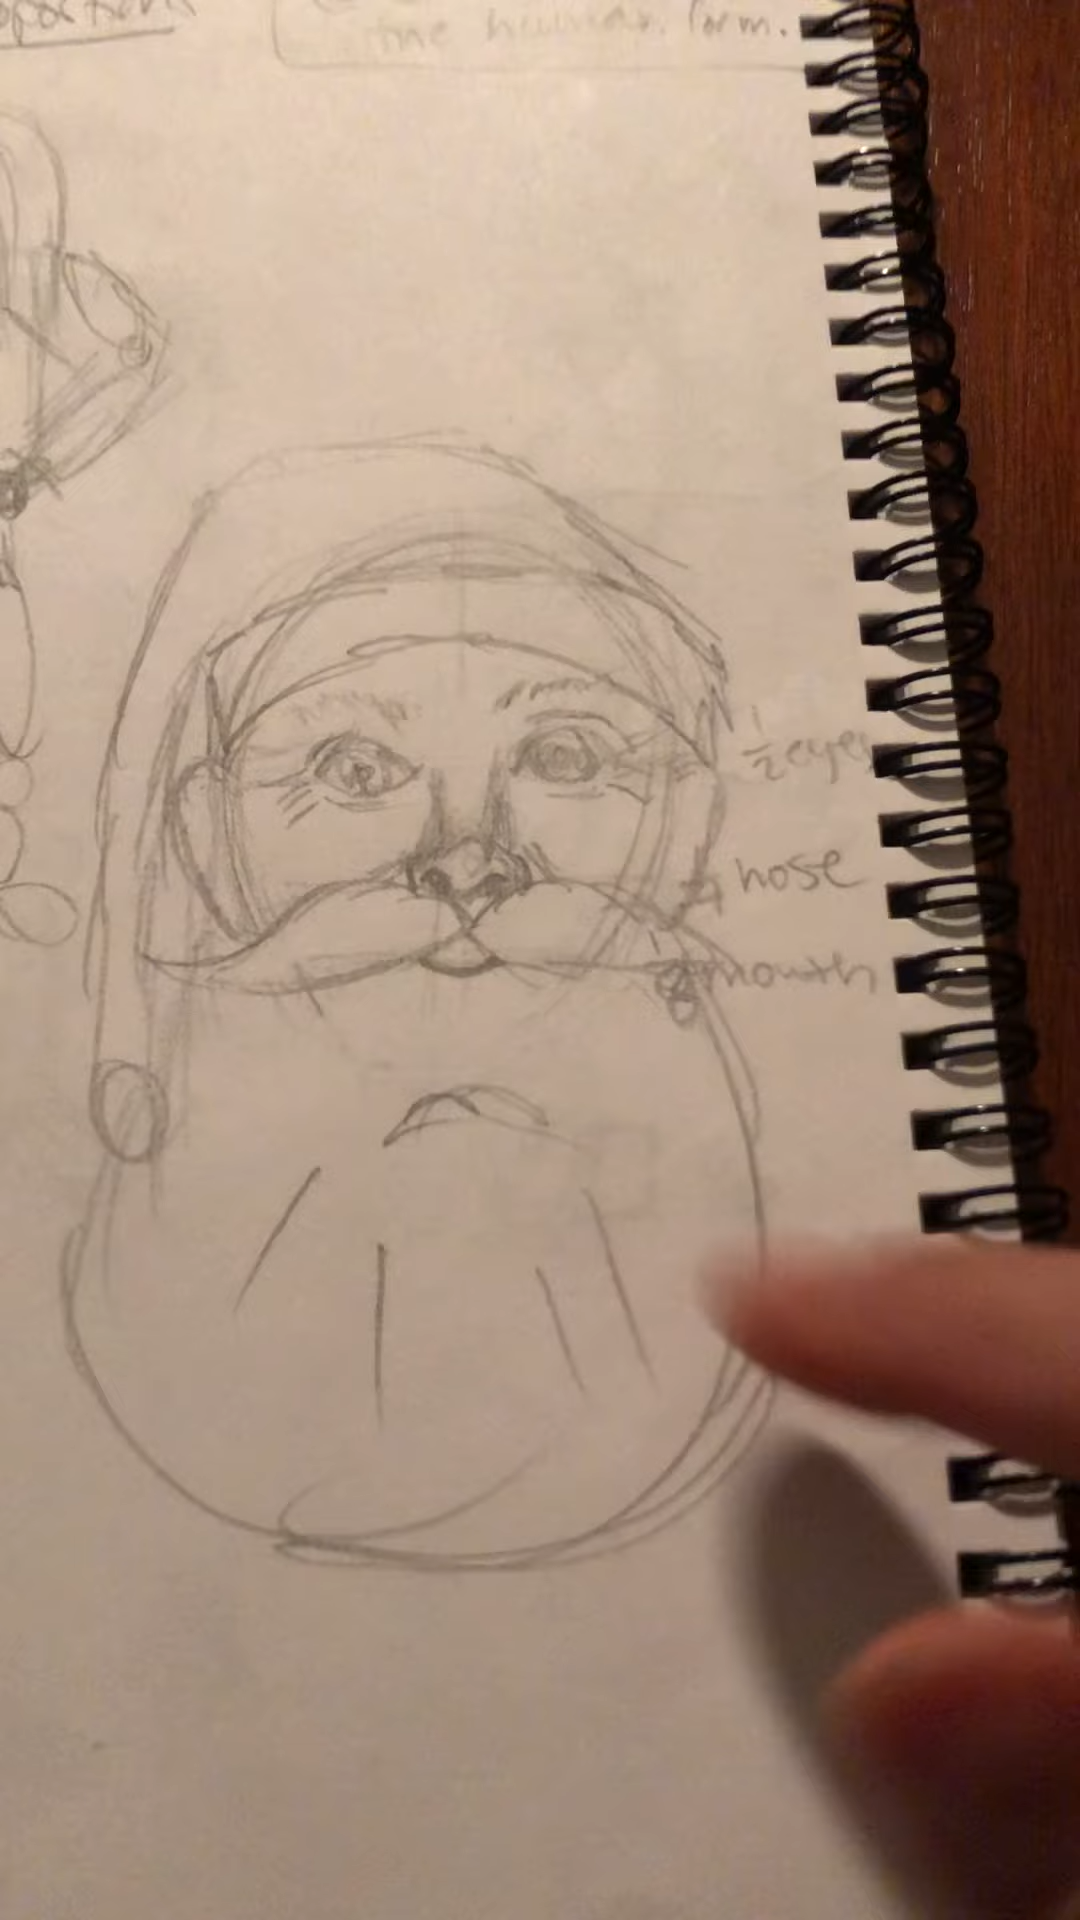 the human form.
1/2 eyes
nose
mouth